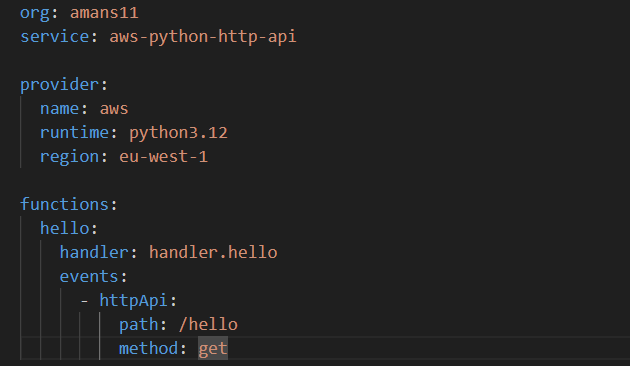 org: amans11
service: aws-python-http-api

provider:
  name: aws
  runtime: python3.12
  region: eu-west-1

functions:
  hello:
    handler: handler.hello
    events:
      - httpApi:
          path: /hello
          method: get